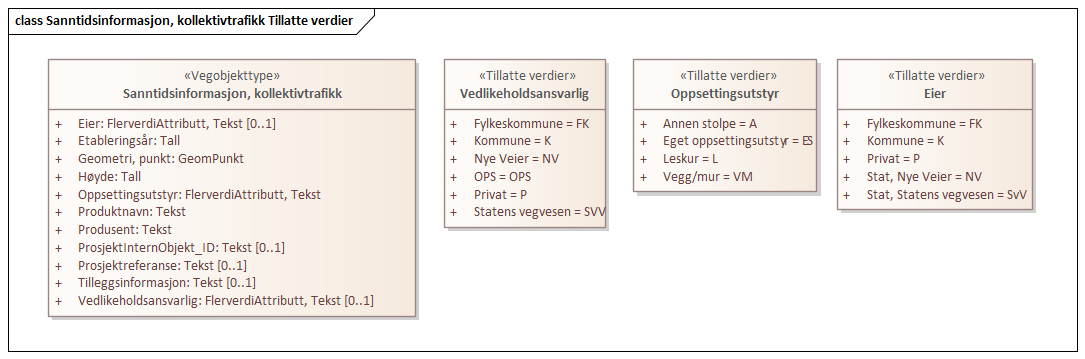 class Sanntidsinformasjon, kollektivtrafikk Tillatte verdier
«Vegobjekttype»
Sanntidsinformasjon, kollektivtrafikk
+ Eier: FlerverdiAttributt, Tekst [0..1]
+ Etableringsår: Tall
+ Geometri, punkt: GeomPunkt
+ Høyde: Tall
+ Oppsettingsutstyr: FlerverdiAttributt, Tekst
+ Produktnavn: Tekst
+ Produsent: Tekst
+ ProsjektInternObjekt_ID: Tekst [0..1]
+ Prosjektreferanse: Tekst [0..1]
+ Tilleggsinformasjon: Tekst [0..1]
+ Vedlikeholdsansvarlig: FlerverdiAttributt, Tekst [0..1]
«Tillatte verdier»
Vedlikeholdsansvarlig
+ Fylkeskommune = FK
+ Kommune = K
+ Nye Veier = NV
+ OPS = OPS
+ Privat = P
+ Statens vegvesen = SVV
«Tillatte verdier»
Oppsettingsutstyr
+ Annen stolpe = A
+ Eget oppsettingsutstyr = ES
+ Leskur = L
+ Vegg/mur = VM
«Tillatte verdier»
Eier
+ Fylkeskommune = FK
+ Kommune = K
+ Privat = P
+ Stat, Nye Veier = NV
+ Stat, Statens vegvesen = SvV